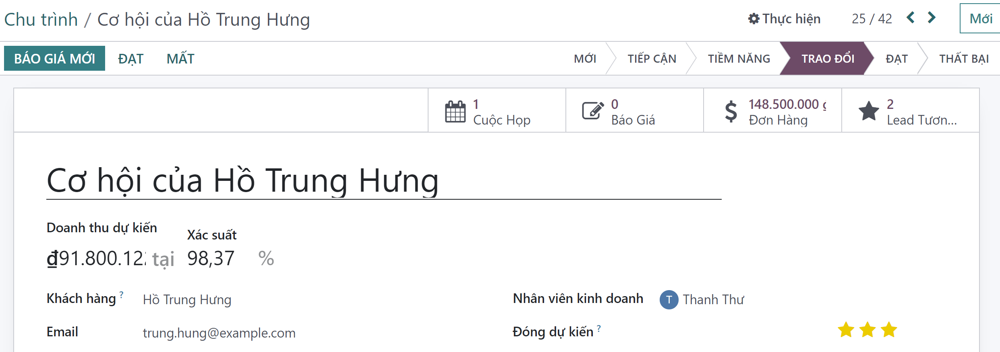 Chu trình / Cơ hội của Hồ Trung Hưng
Thực hiện
25 / 42
Mới
BÁO GIÁ MỚI
ĐẠT
MẤT
MỚI
TIẾP CẬN
TIỀM NĂNG
TRAO ĐỔI
ĐẠT
THẤT BẠI
1
Cuộc Họp
0
Báo Giá
148.500.000 ₫
Đơn Hàng
2
Lead Tươn...
Cơ hội của Hồ Trung Hưng
Doanh thu dự kiến
Xác suất
₫91.800.12
tại
98,37
%
Khách hàng ?
Hồ Trung Hưng
Nhân viên kinh doanh
T
Thanh Thư
Email
trung.hung@example.com
Đóng dự kiến ?